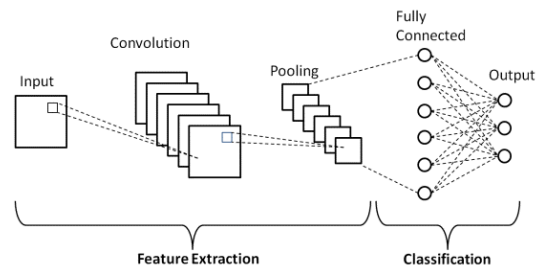 Input
Convolution
Pooling
Fully
Connected
Output
Feature Extraction
Classification